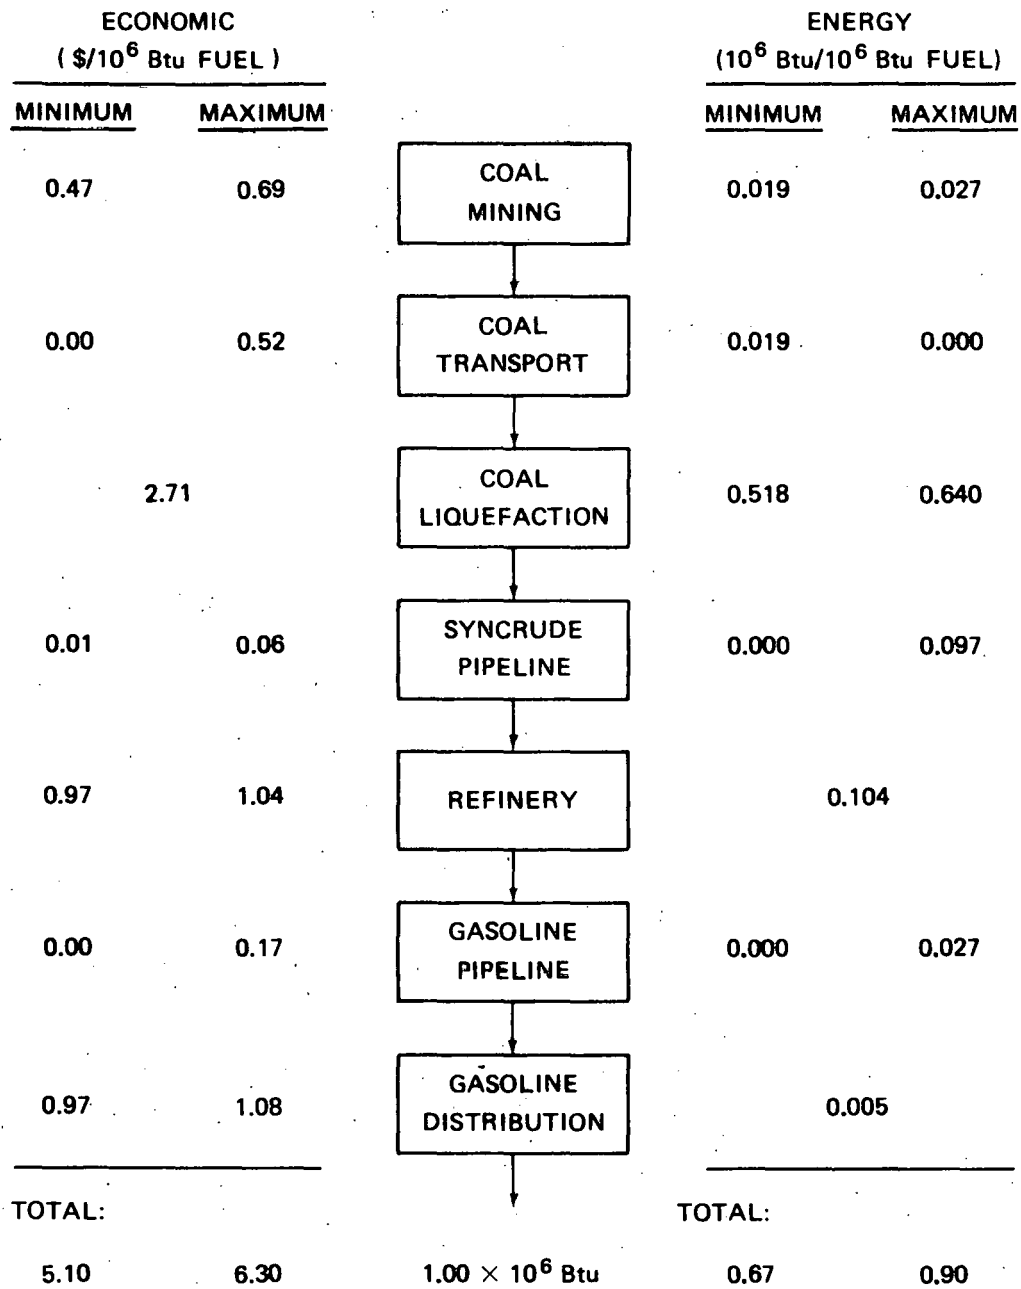 ECONOMIC ENERGY
( $/10⁶ Btu FUEL ) (10⁶ Btu/10⁶ Btu FUEL)
MINIMUM MAXIMUM MINIMUM MAXIMUM
COAL
0.47 0.69 0.019 0.027
MINING
COAL
0.00 0.52 0.019 0.000
TRANSPORT
COAL
2.71 0.518 0.640
LIQUEFACTION
SYNCRUDE
0.01 0.06 0.000 0.097
PIPELINE
0.97 1.04 REFINERY 0.104
GASOLINE
0.00 0.17 0.000 0.027
PIPELINE
GASOLINE
0.97 1.08 0.005
DISTRIBUTION
TOTAL: TOTAL:
5.10 6.30 1.00 × 10⁶ Btu 0.67 0.90